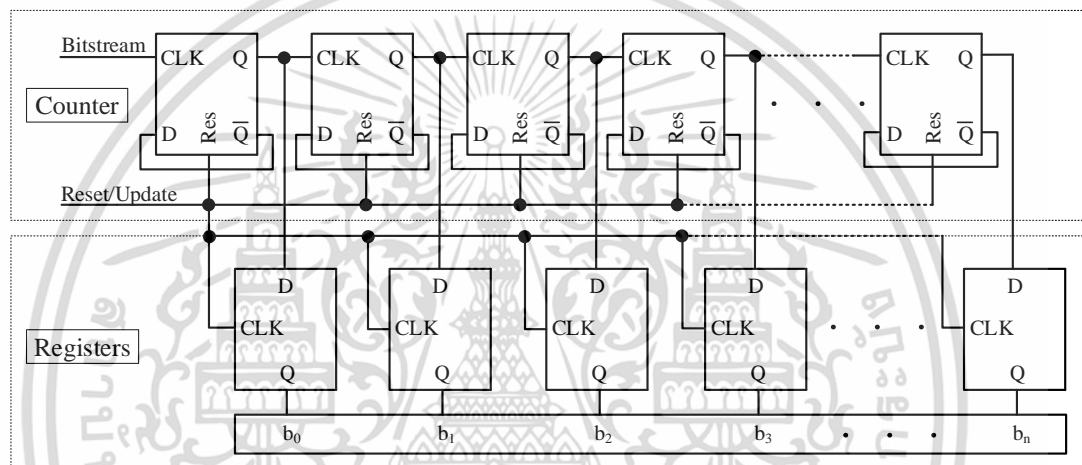 Bitstream
CLK Q CLK Q CLK Q CLK Q CLK Q
Counter
D Res Q̅ D Res Q̅ D Res Q̅ D Res Q̅ D Res Q̅
Reset/Update
D D D D D
CLK CLK CLK CLK CLK
Registers
Q Q Q Q Q
b₀ b₁ b₂ b₃ bₙ